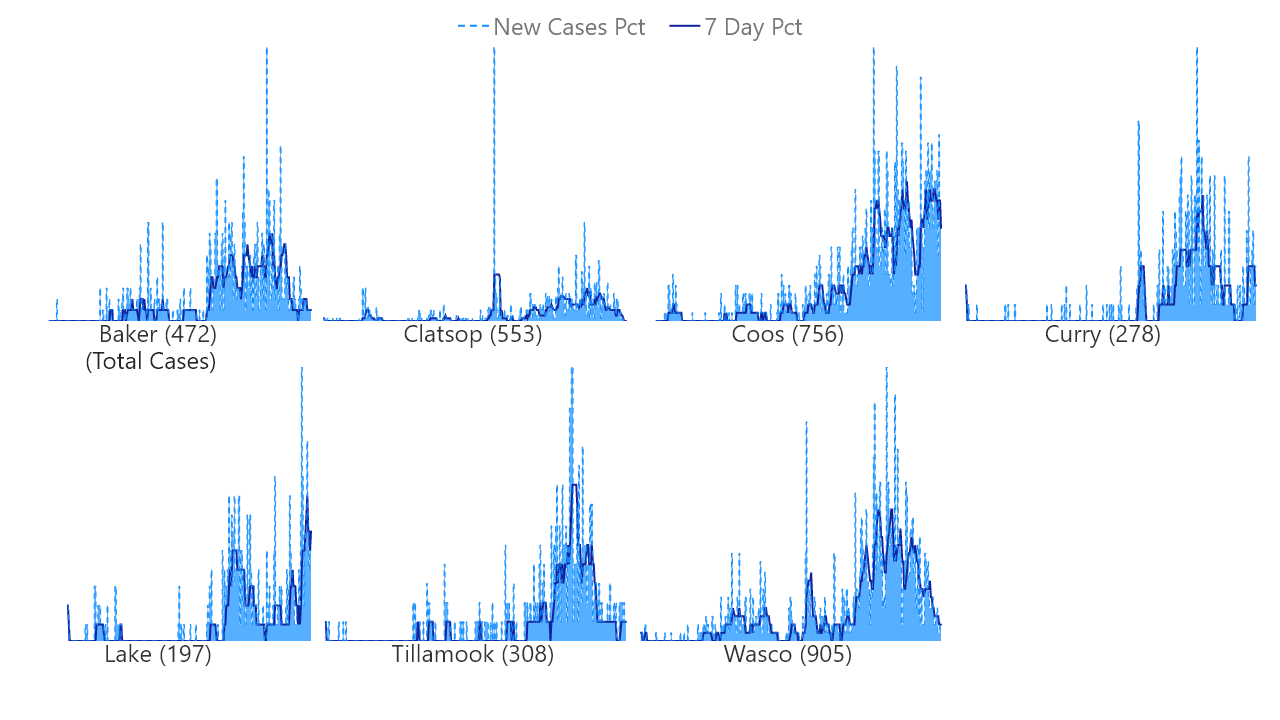 New Cases Pct 7 Day Pct
Baker (472) Clatsop (553) Coos (756) Curry (278)
(Total Cases)
Lake (197) Tillamook (308) Wasco (905)